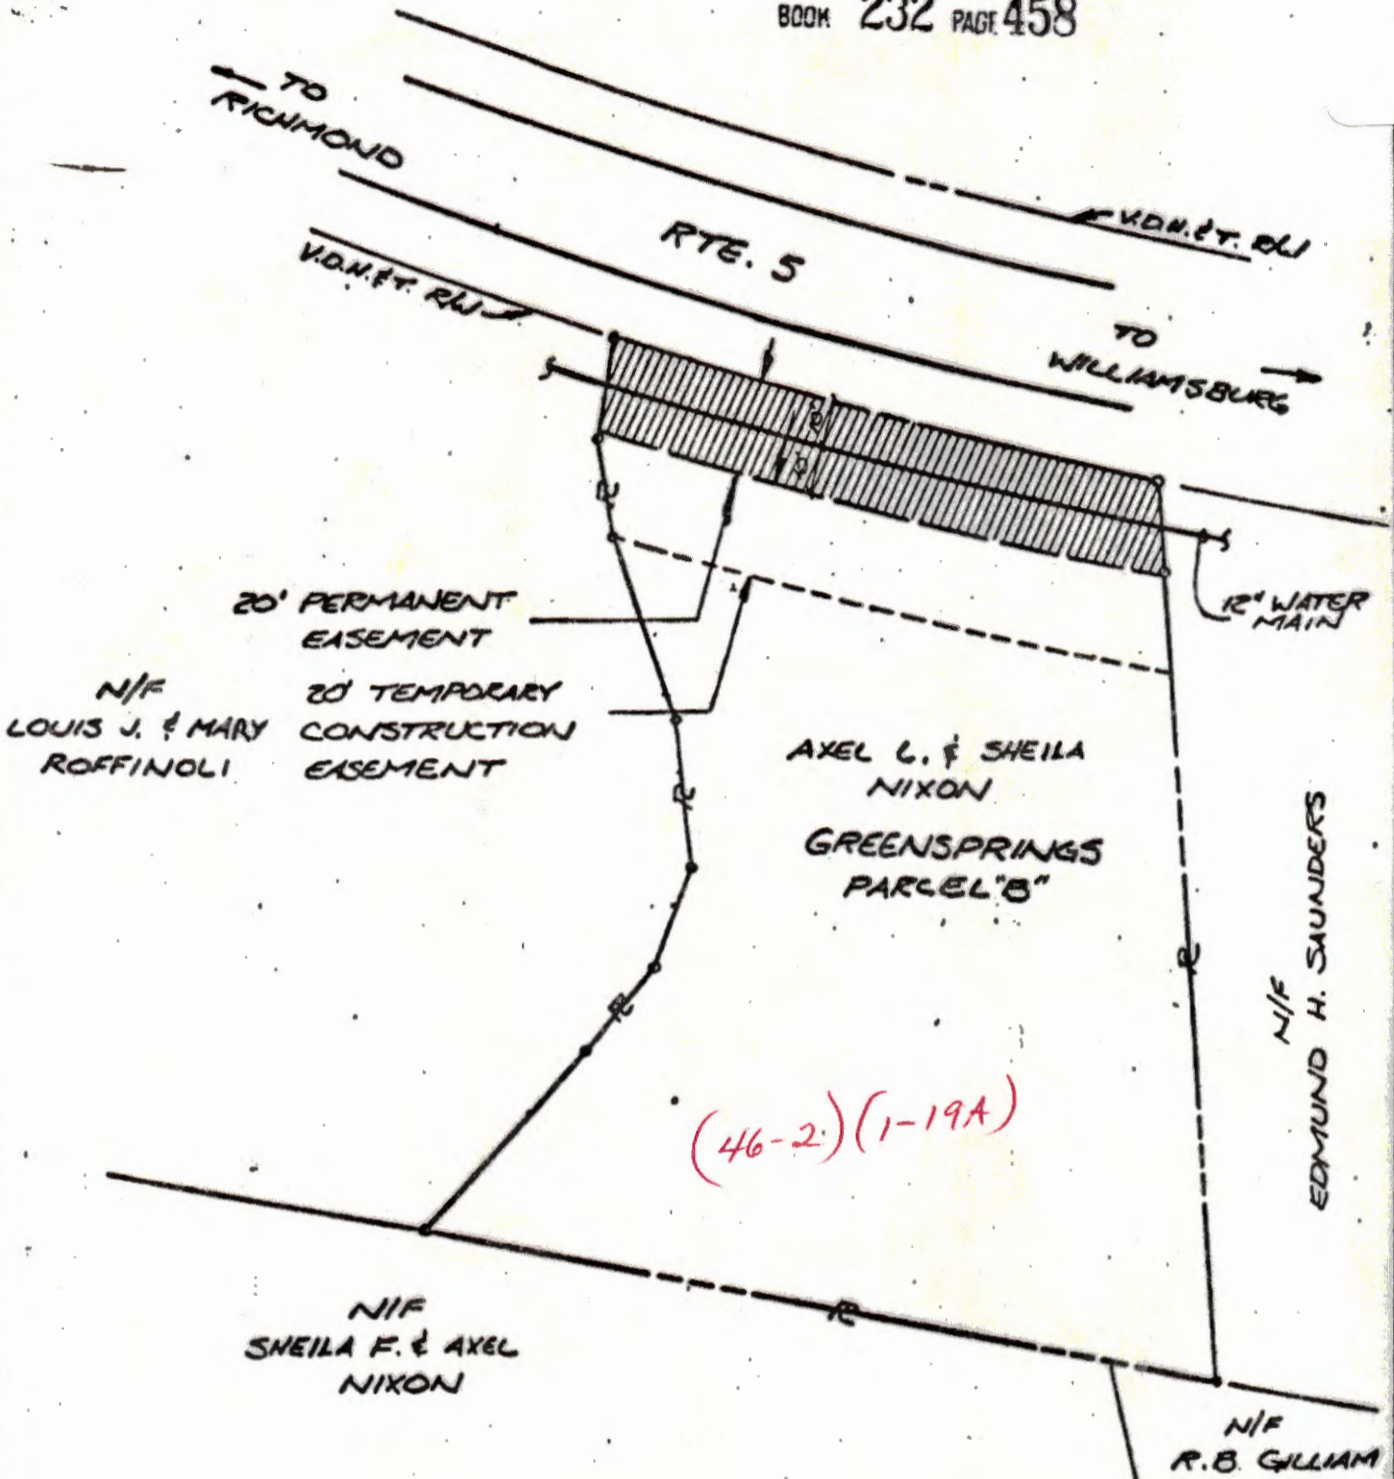 BOOK 232 PAGE 458
← TO
RICHMOND
V.D.H.&T. R/W
RTE. 5
V.D.H.&T. R/W
TO
WILLIAMSBURG →
12" WATER
MAIN
20' PERMANENT
EASEMENT
20' TEMPORARY
CONSTRUCTION
EASEMENT
N/F
LOUIS J. & MARY
ROFFINOLI
AXEL L. & SHEILA
NIXON
GREENSPRINGS
PARCEL "B"
N/F
EDMUND H. SAUNDERS
(46-2)(1-19A)
N/F
SHEILA F. & AXEL
NIXON
N/F
R.B. GILLIAM